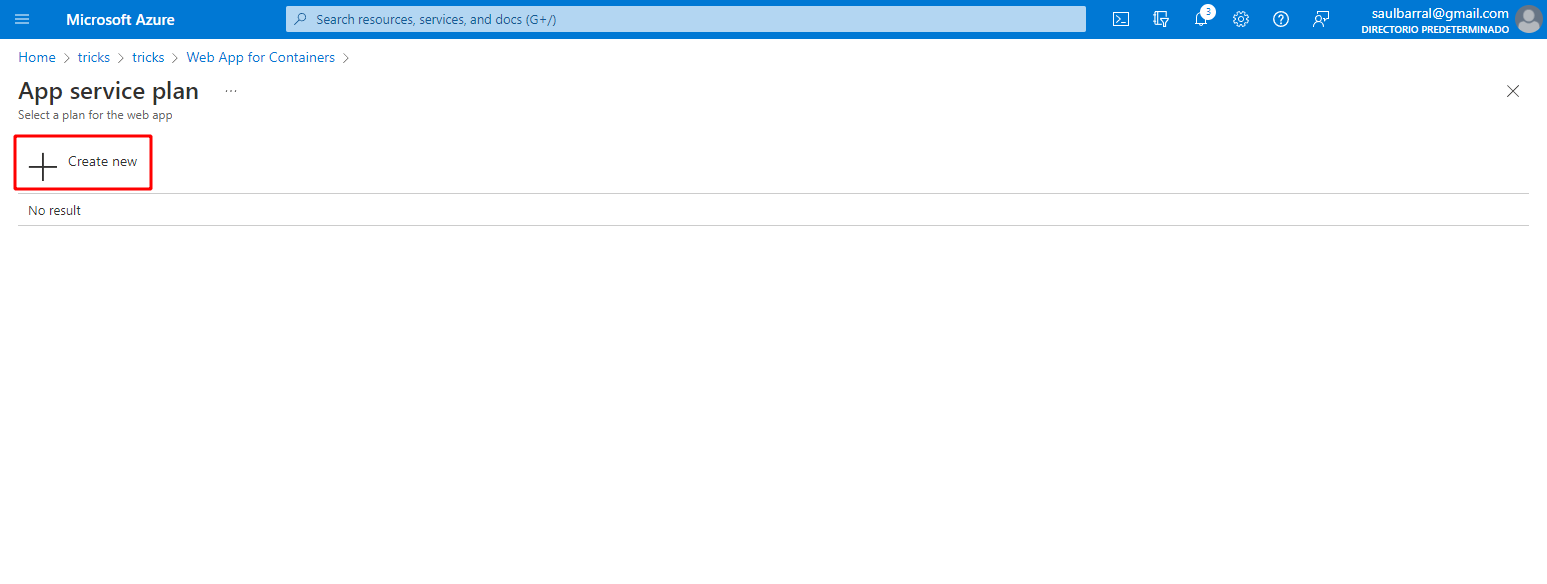 Microsoft Azure
Search resources, services, and docs (G+/)
3
saulbarral@gmail.com
DIRECTORIO PREDETERMINADO
Home > tricks > tricks > Web App for Containers >
App service plan ...
Select a plan for the web app
Create new
No result